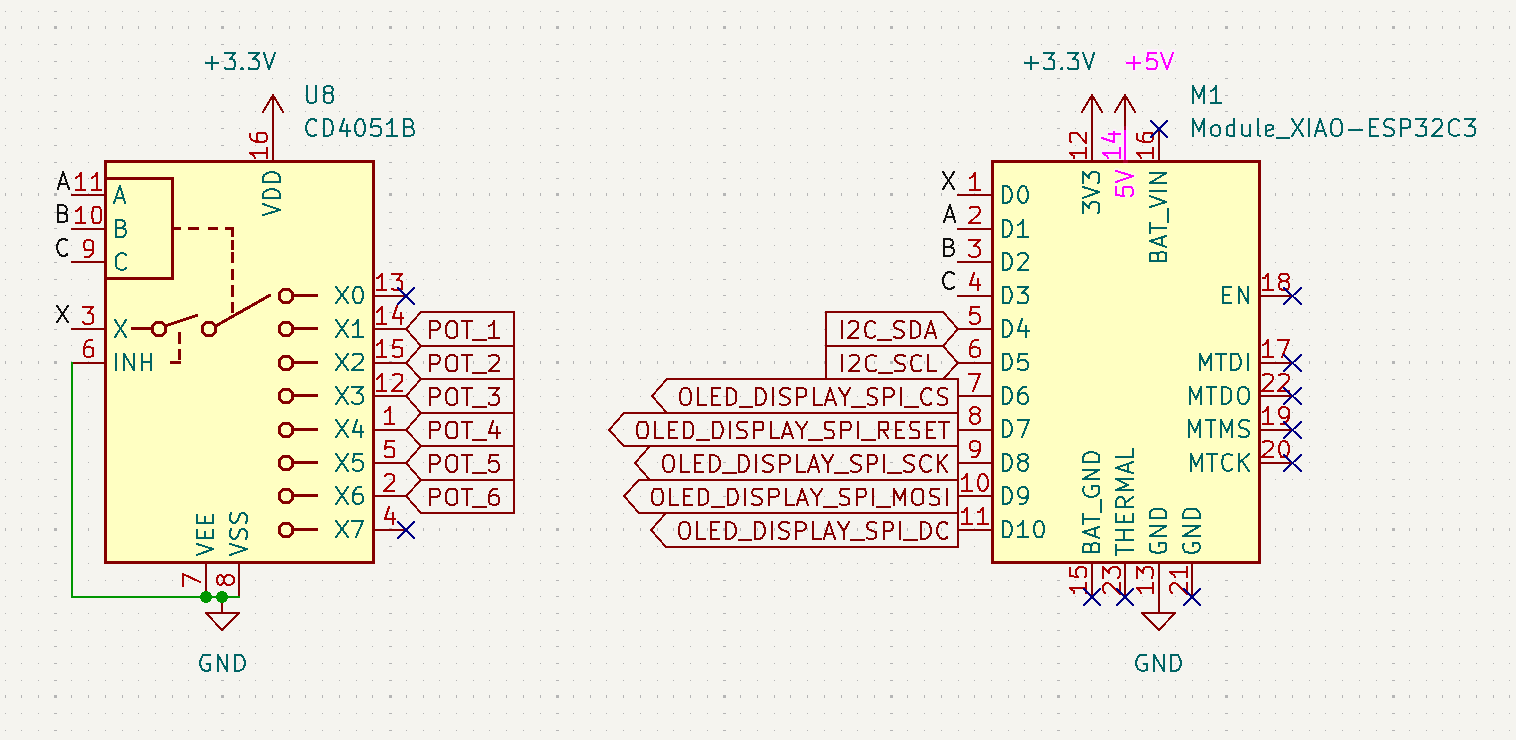 +3.3V
U8
CD4051B
16
VDD
A 11 A
B 10 B
C 9 C
X 3 X
6 INH
X0 13
X1 14 POT_1
X2 15 POT_2
X3 12 POT_3
X4 1 POT_4
X5 5 POT_5
X6 2 POT_6
X7 4
VEE VSS
7 8
GND
+3.3V +5V
M1
Module_XIAO-ESP32C3
12 14 16
3V3 5V BAT_VIN
X 1 D0
A 2 D1
B 3 D2
C 4 D3
I2C_SDA 5 D4
I2C_SCL 6 D5
OLED_DISPLAY_SPI_CS 7 D6
OLED_DISPLAY_SPI_RESET 8 D7
OLED_DISPLAY_SPI_SCK 9 D8
OLED_DISPLAY_SPI_MOSI 10 D9
OLED_DISPLAY_SPI_DC 11 D10
EN 18
MTDI 17
MTDO 22
MTMS 19
MTCK 20
BAT_GND THERMAL GND GND
15 23 13 21
GND